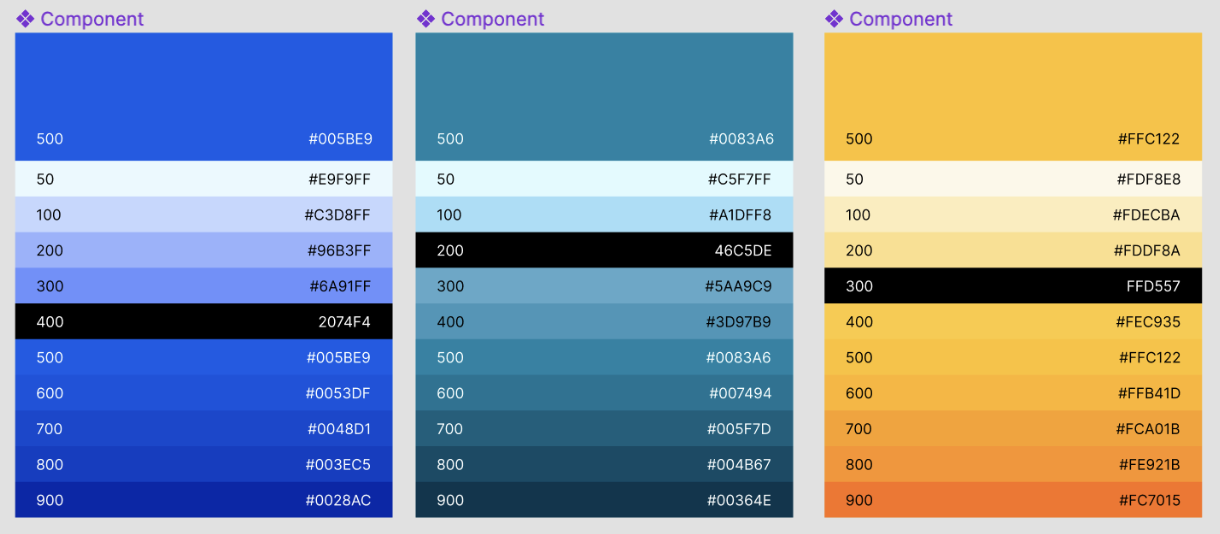 Component
500 #005BE9
50 #E9F9FF
100 #C3D8FF
200 #96B3FF
300 #6A91FF
400 2074F4
500 #005BE9
600 #0053DF
700 #0048D1
800 #003EC5
900 #0028AC
Component
500 #0083A6
50 #C5F7FF
100 #A1DFF8
200 46C5DE
300 #5AA9C9
400 #3D97B9
500 #0083A6
600 #007494
700 #005F7D
800 #004B67
900 #00364E
Component
500 #FFC122
50 #FDF8E8
100 #FDECBA
200 #FDDF8A
300 FFD557
400 #FEC935
500 #FFC122
600 #FFB41D
700 #FCA01B
800 #FE921B
900 #FC7015